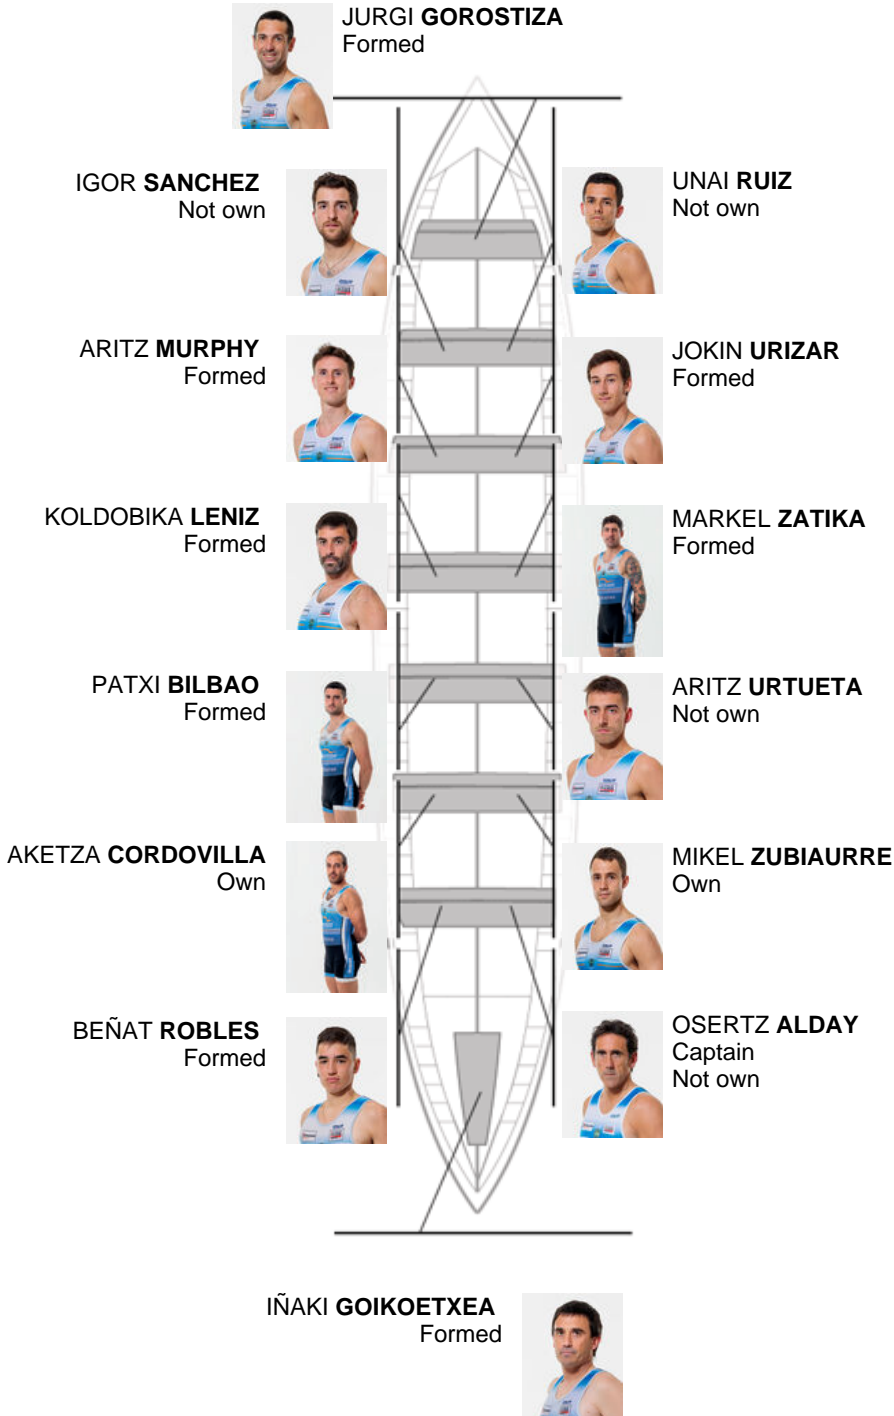 JURGI GOROSTIZA
Formed
IGOR SANCHEZ
Not own
UNAI RUIZ
Not own
ARITZ MURPHY
Formed
JOKIN URIZAR
Formed
KOLDOBIKA LENIZ
Formed
MARKEL ZATIKA
Formed
PATXI BILBAO
Formed
ARITZ URTUETA
Not own
AKETZA CORDOVILLA
Own
MIKEL ZUBIAURRE
Own
BEÑAT ROBLES
Formed
OSERTZ ALDAY
Captain
Not own
IÑAKI GOIKOETXEA
Formed